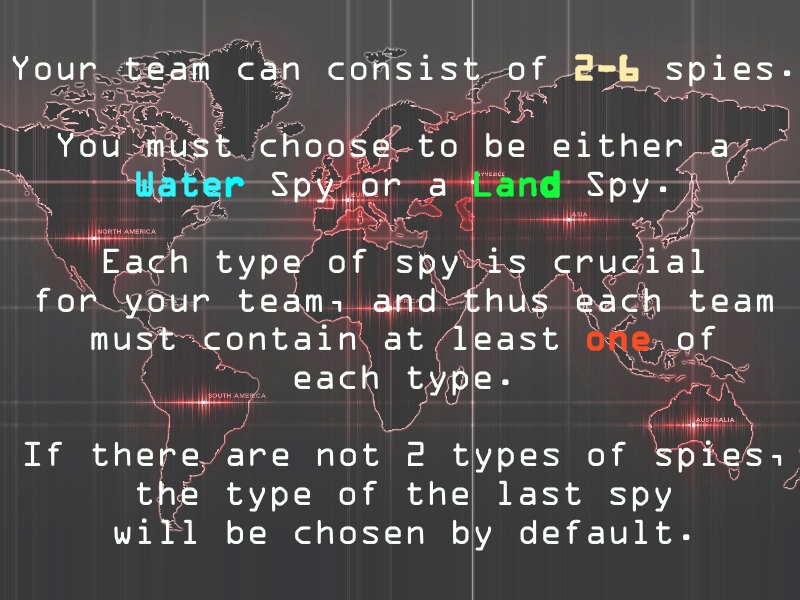 Your team can consist of 2-6 spies.
You must choose to be either a
Water Spy or a Land Spy.
Each type of spy is crucial
for your team, and thus each team
must contain at least one of
each type.
If there are not 2 types of spies,
the type of the last spy
will be chosen by default.
NORTH AMERICA
ASIA
SOUTH AMERICA
AUSTRALIA